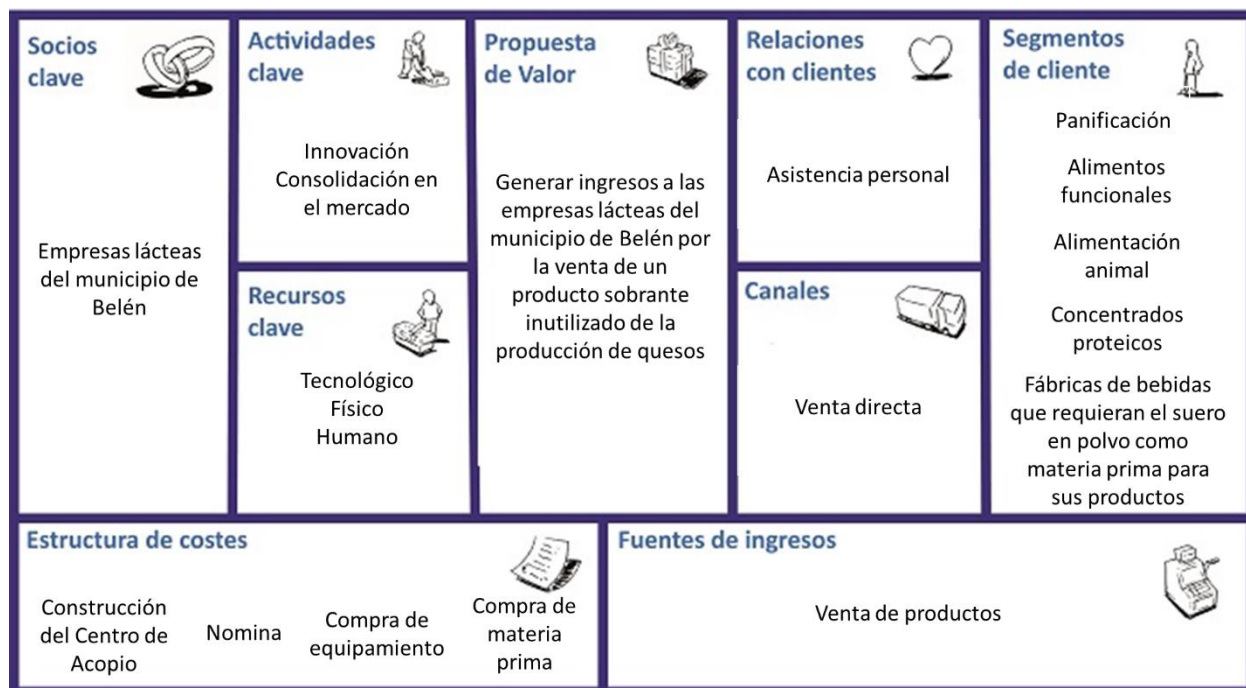 Socios
clave
Empresas lácteas
del municipio de
Belén
Actividades
clave
Innovación
Consolidación en
el mercado
Recursos
clave
Tecnológico
Físico
Humano
Propuesta
de Valor
Generar ingresos a las
empresas lácteas del
municipio de Belén por
la venta de un
producto sobrante
inutilizado de la
producción de quesos
Relaciones
con clientes
Asistencia personal
Canales
Venta directa
Segmentos
de cliente
Panificación
Alimentos
funcionales
Alimentación
animal
Concentrados
proteicos
Fábricas de bebidas
que requieran el suero
en polvo como
materia prima para
sus productos
Estructura de costes
Construcción
del Centro de
Acopio
Nomina
Compra de
equipamiento
Compra de
materia
prima
Fuentes de ingresos
Venta de productos